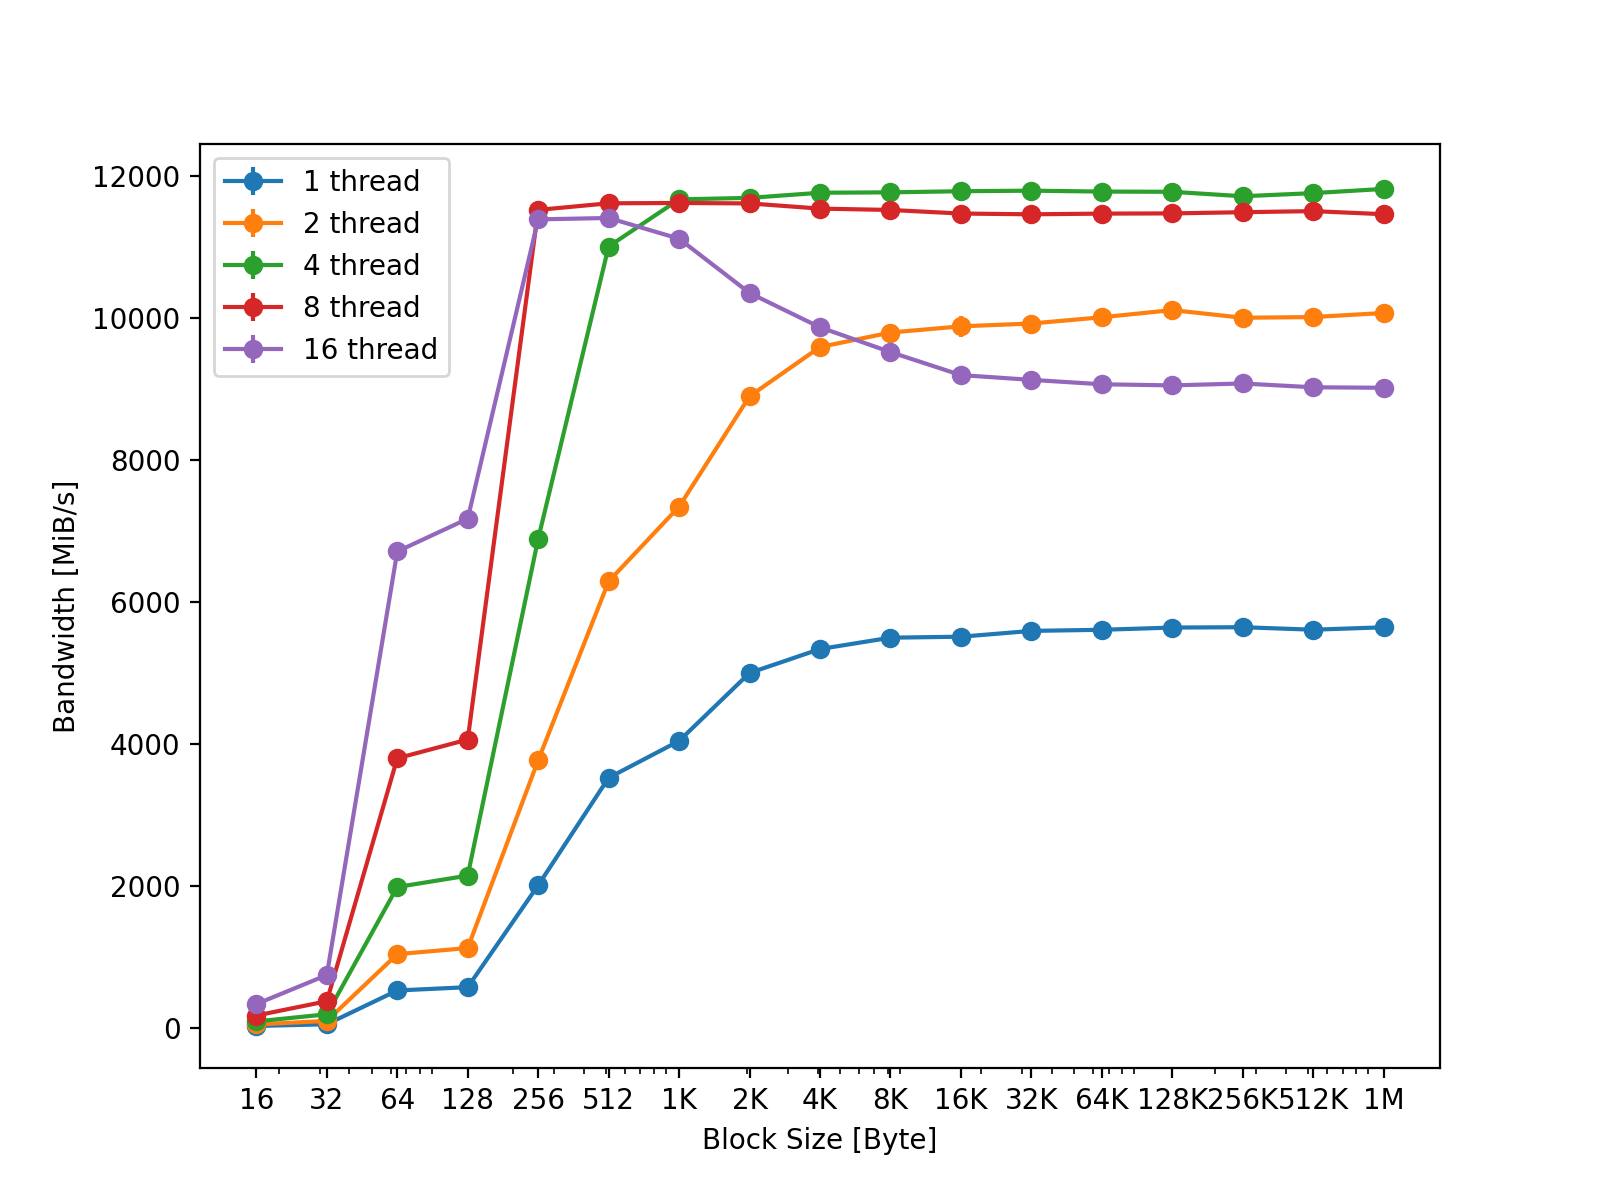 1 thread
2 thread
4 thread
8 thread
16 thread
12000
10000
8000
6000
4000
2000
0
Bandwidth [MiB/s]
16 32 64 128 256 512 1K 2K 4K 8K 16K 32K 64K 128K 256K 512K 1M
Block Size [Byte]